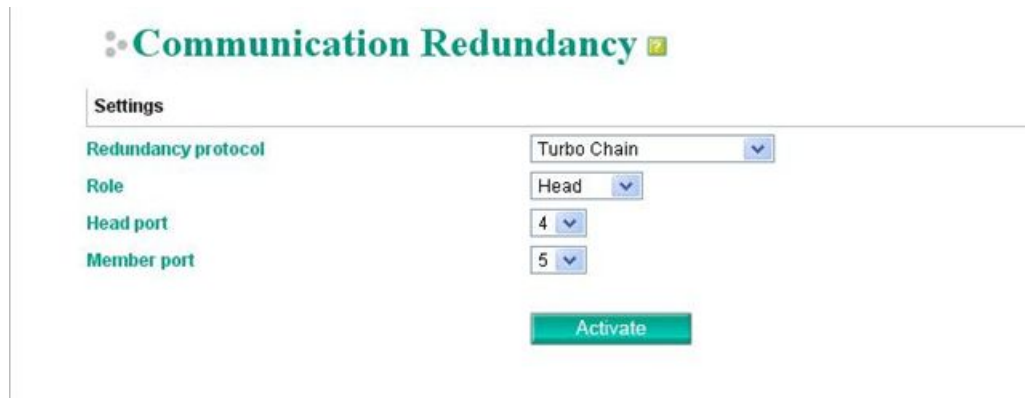 Communication Redundancy
Settings
Redundancy protocol Turbo Chain
Role Head
Head port 4
Member port 5
Activate